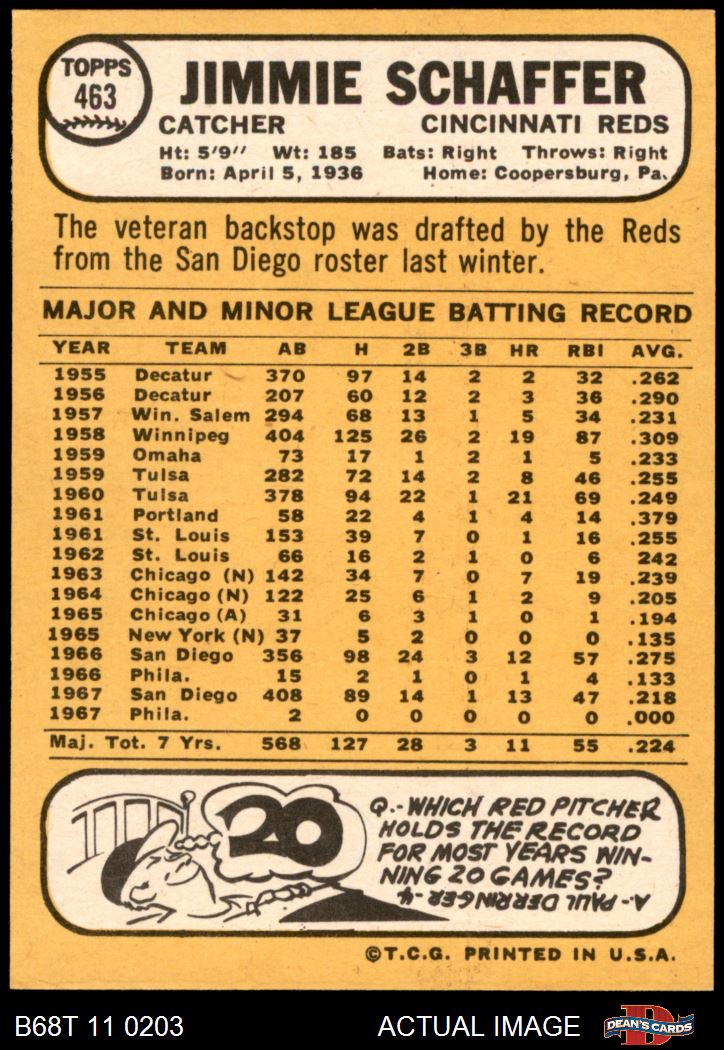 TOPPS
463
JIMMIE SCHAFFER
CATCHER CINCINNATI REDS
Ht: 5'9" Wt: 185 Bats: Right Throws: Right
Born: April 5, 1936 Home: Coopersburg, Pa.
The veteran backstop was drafted by the Reds
from the San Diego roster last winter.
MAJOR AND MINOR LEAGUE BATTING RECORD
YEAR TEAM AB H 2B 3B HR RBI AVG.
1955 Decatur 370 97 14 2 2 32 .262
1956 Decatur 207 60 12 2 3 36 .290
1957 Win. Salem 294 68 13 1 5 34 .231
1958 Winnipeg 404 125 26 2 19 87 .309
1959 Omaha 73 17 1 2 1 5 .233
1959 Tulsa 282 72 14 2 8 46 .255
1960 Tulsa 378 94 22 1 21 69 .249
1961 Portland 58 22 4 1 4 14 .379
1961 St. Louis 153 39 7 0 1 16 .255
1962 St. Louis 66 16 2 1 0 6 242
1963 Chicago (N) 142 34 7 0 7 19 .239
1964 Chicago (N) 122 25 6 1 2 9 .205
1965 Chicago (A) 31 6 3 1 0 1 .194
1965 New York (N) 37 5 2 0 0 0 .135
1966 San Diego 356 98 24 3 12 57 .275
1966 Phila. 15 2 1 0 1 4 .133
1967 San Diego 408 89 14 1 13 47 .218
1967 Phila. 2 0 0 0 0 0 .000
Maj. Tot. 7 Yrs. 568 127 28 3 11 55 .224
20
Q.- WHICH RED PITCHER
HOLDS THE RECORD
FOR MOST YEARS WIN-
NING 20 GAMES?
A.- PAUL DERRINGER - 4
©T.C.G. PRINTED IN U.S.A.
B68T 11 0203 ACTUAL IMAGE D DEAN'S CARDS